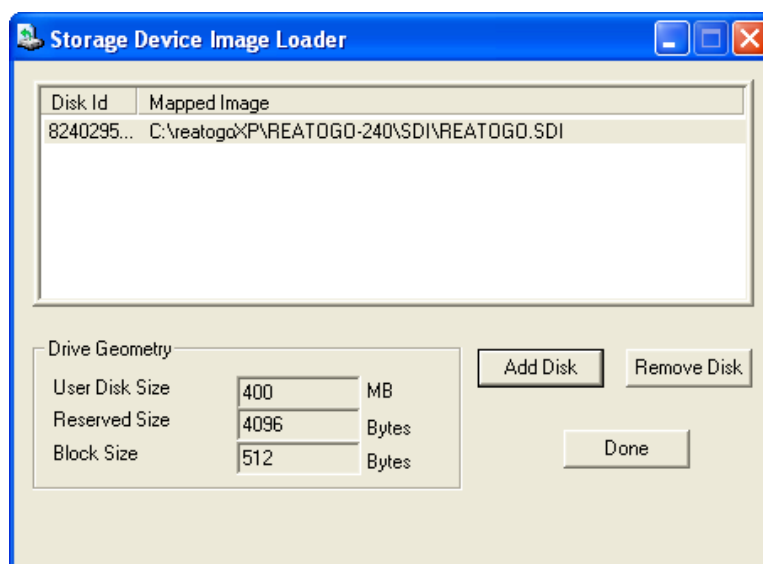 Storage Device Image Loader
Disk Id Mapped Image
8240295... C:\reatogoXP\REATOGO-240\SDI\REATOGO.SDI
Drive Geometry
User Disk Size 400 MB
Reserved Size 4096 Bytes
Block Size 512 Bytes
Add Disk Remove Disk
Done